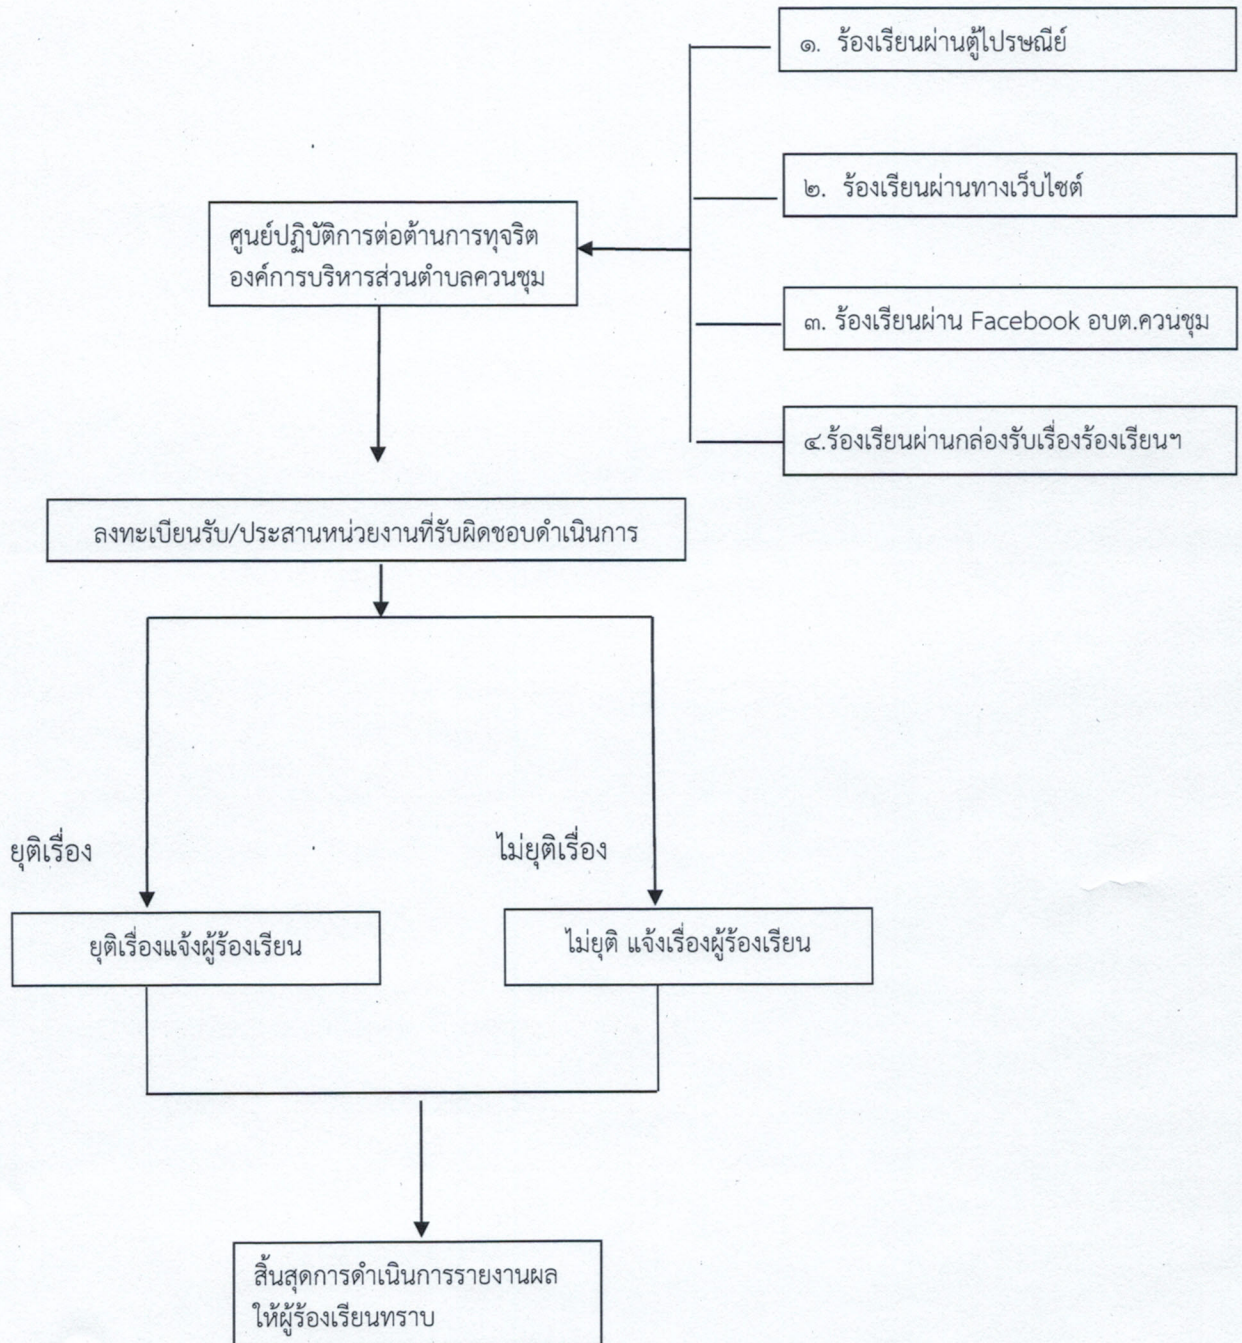 ๑. ร้องเรียนผ่านตู้ไปรษณีย์
๒. ร้องเรียนผ่านทางเว็บไซต์
ศูนย์ปฏิบัติการต่อต้านการทุจริต
องค์การบริหารส่วนตำบลควนชุม
๓. ร้องเรียนผ่าน Facebook อบต.ควนชุม
๔.ร้องเรียนผ่านกล่องรับเรื่องร้องเรียนฯ
ลงทะเบียนรับ/ประสานหน่วยงานที่รับผิดชอบดำเนินการ
ยุติเรื่อง
ไม่ยุติเรื่อง
ยุติเรื่องแจ้งผู้ร้องเรียน
ไม่ยุติ แจ้งเรื่องผู้ร้องเรียน
สิ้นสุดการดำเนินการรายงานผล
ให้ผู้ร้องเรียนทราบ